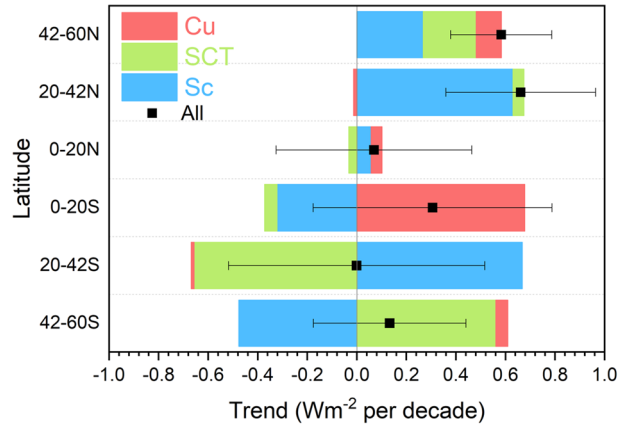 Cu
SCT
Sc
All
Latitude
42-60N
20-42N
0-20N
0-20S
20-42S
42-60S
-1.0 -0.8 -0.6 -0.4 -0.2 0.0 0.2 0.4 0.6 0.8 1.0
Trend (Wm⁻² per decade)